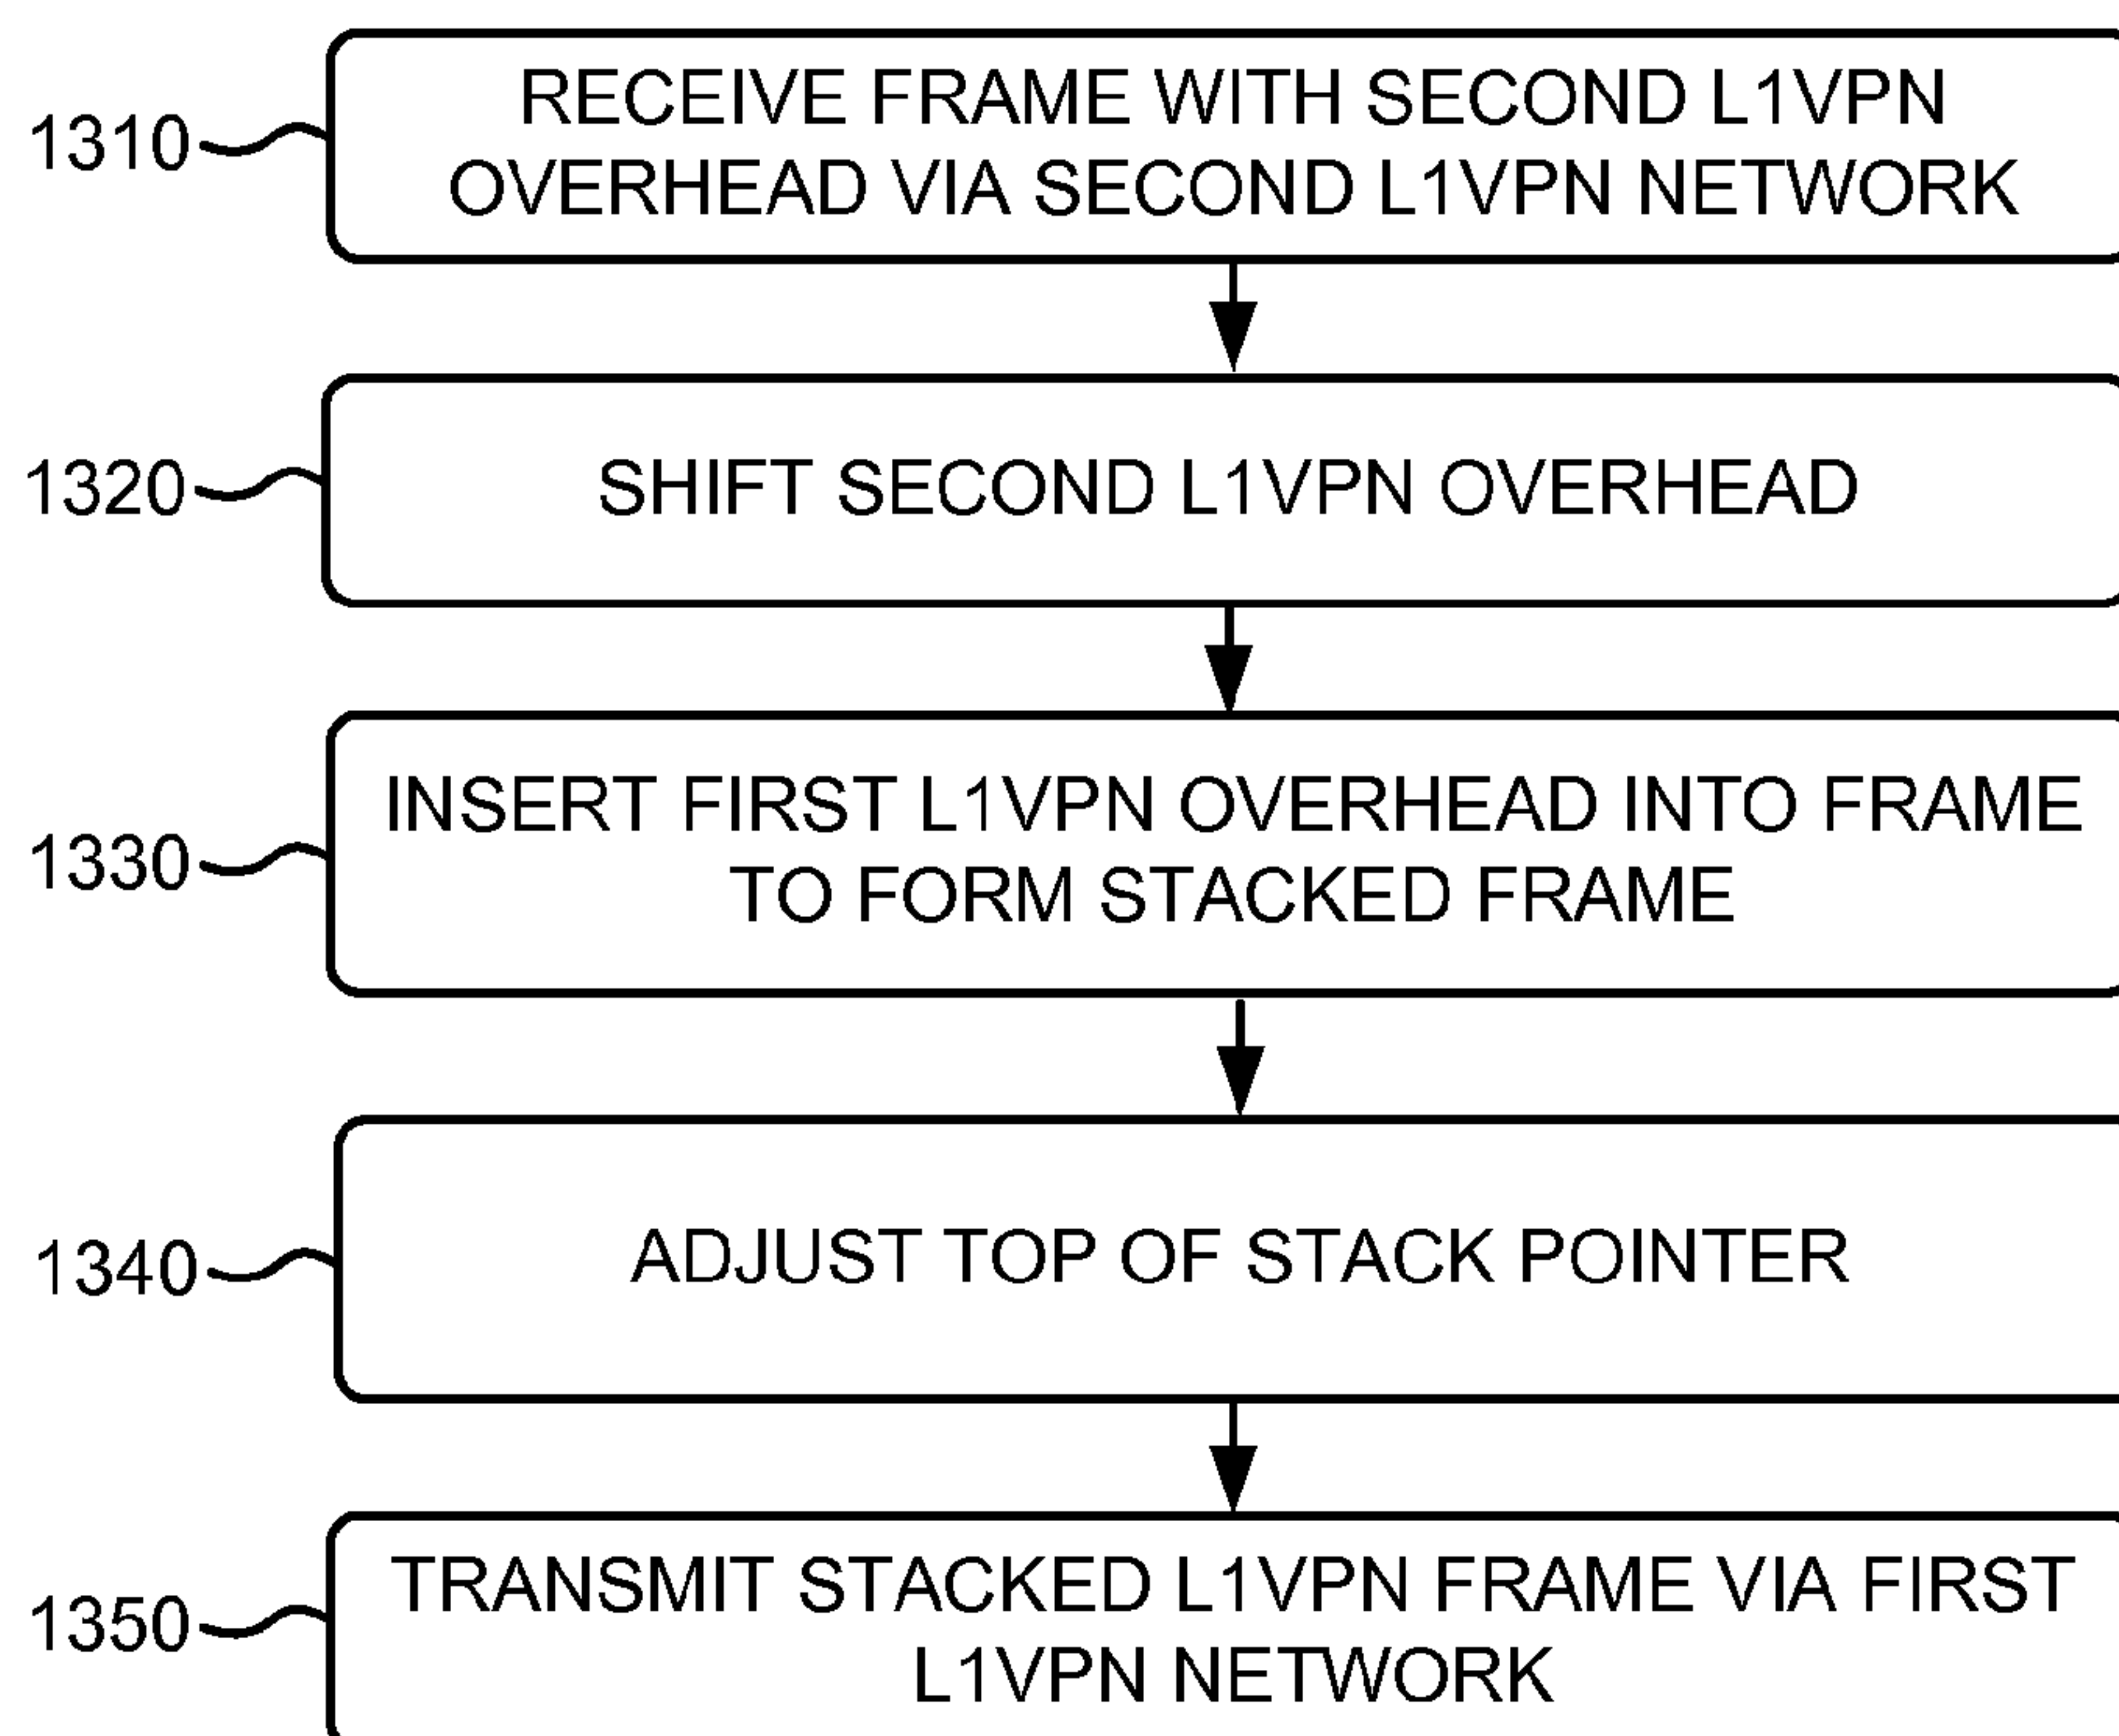 1310
RECEIVE FRAME WITH SECOND L1VPN
OVERHEAD VIA SECOND L1VPN NETWORK
1320
SHIFT SECOND L1VPN OVERHEAD
1330
INSERT FIRST L1VPN OVERHEAD INTO FRAME
TO FORM STACKED FRAME
1340
ADJUST TOP OF STACK POINTER
1350
TRANSMIT STACKED L1VPN FRAME VIA FIRST
L1VPN NETWORK